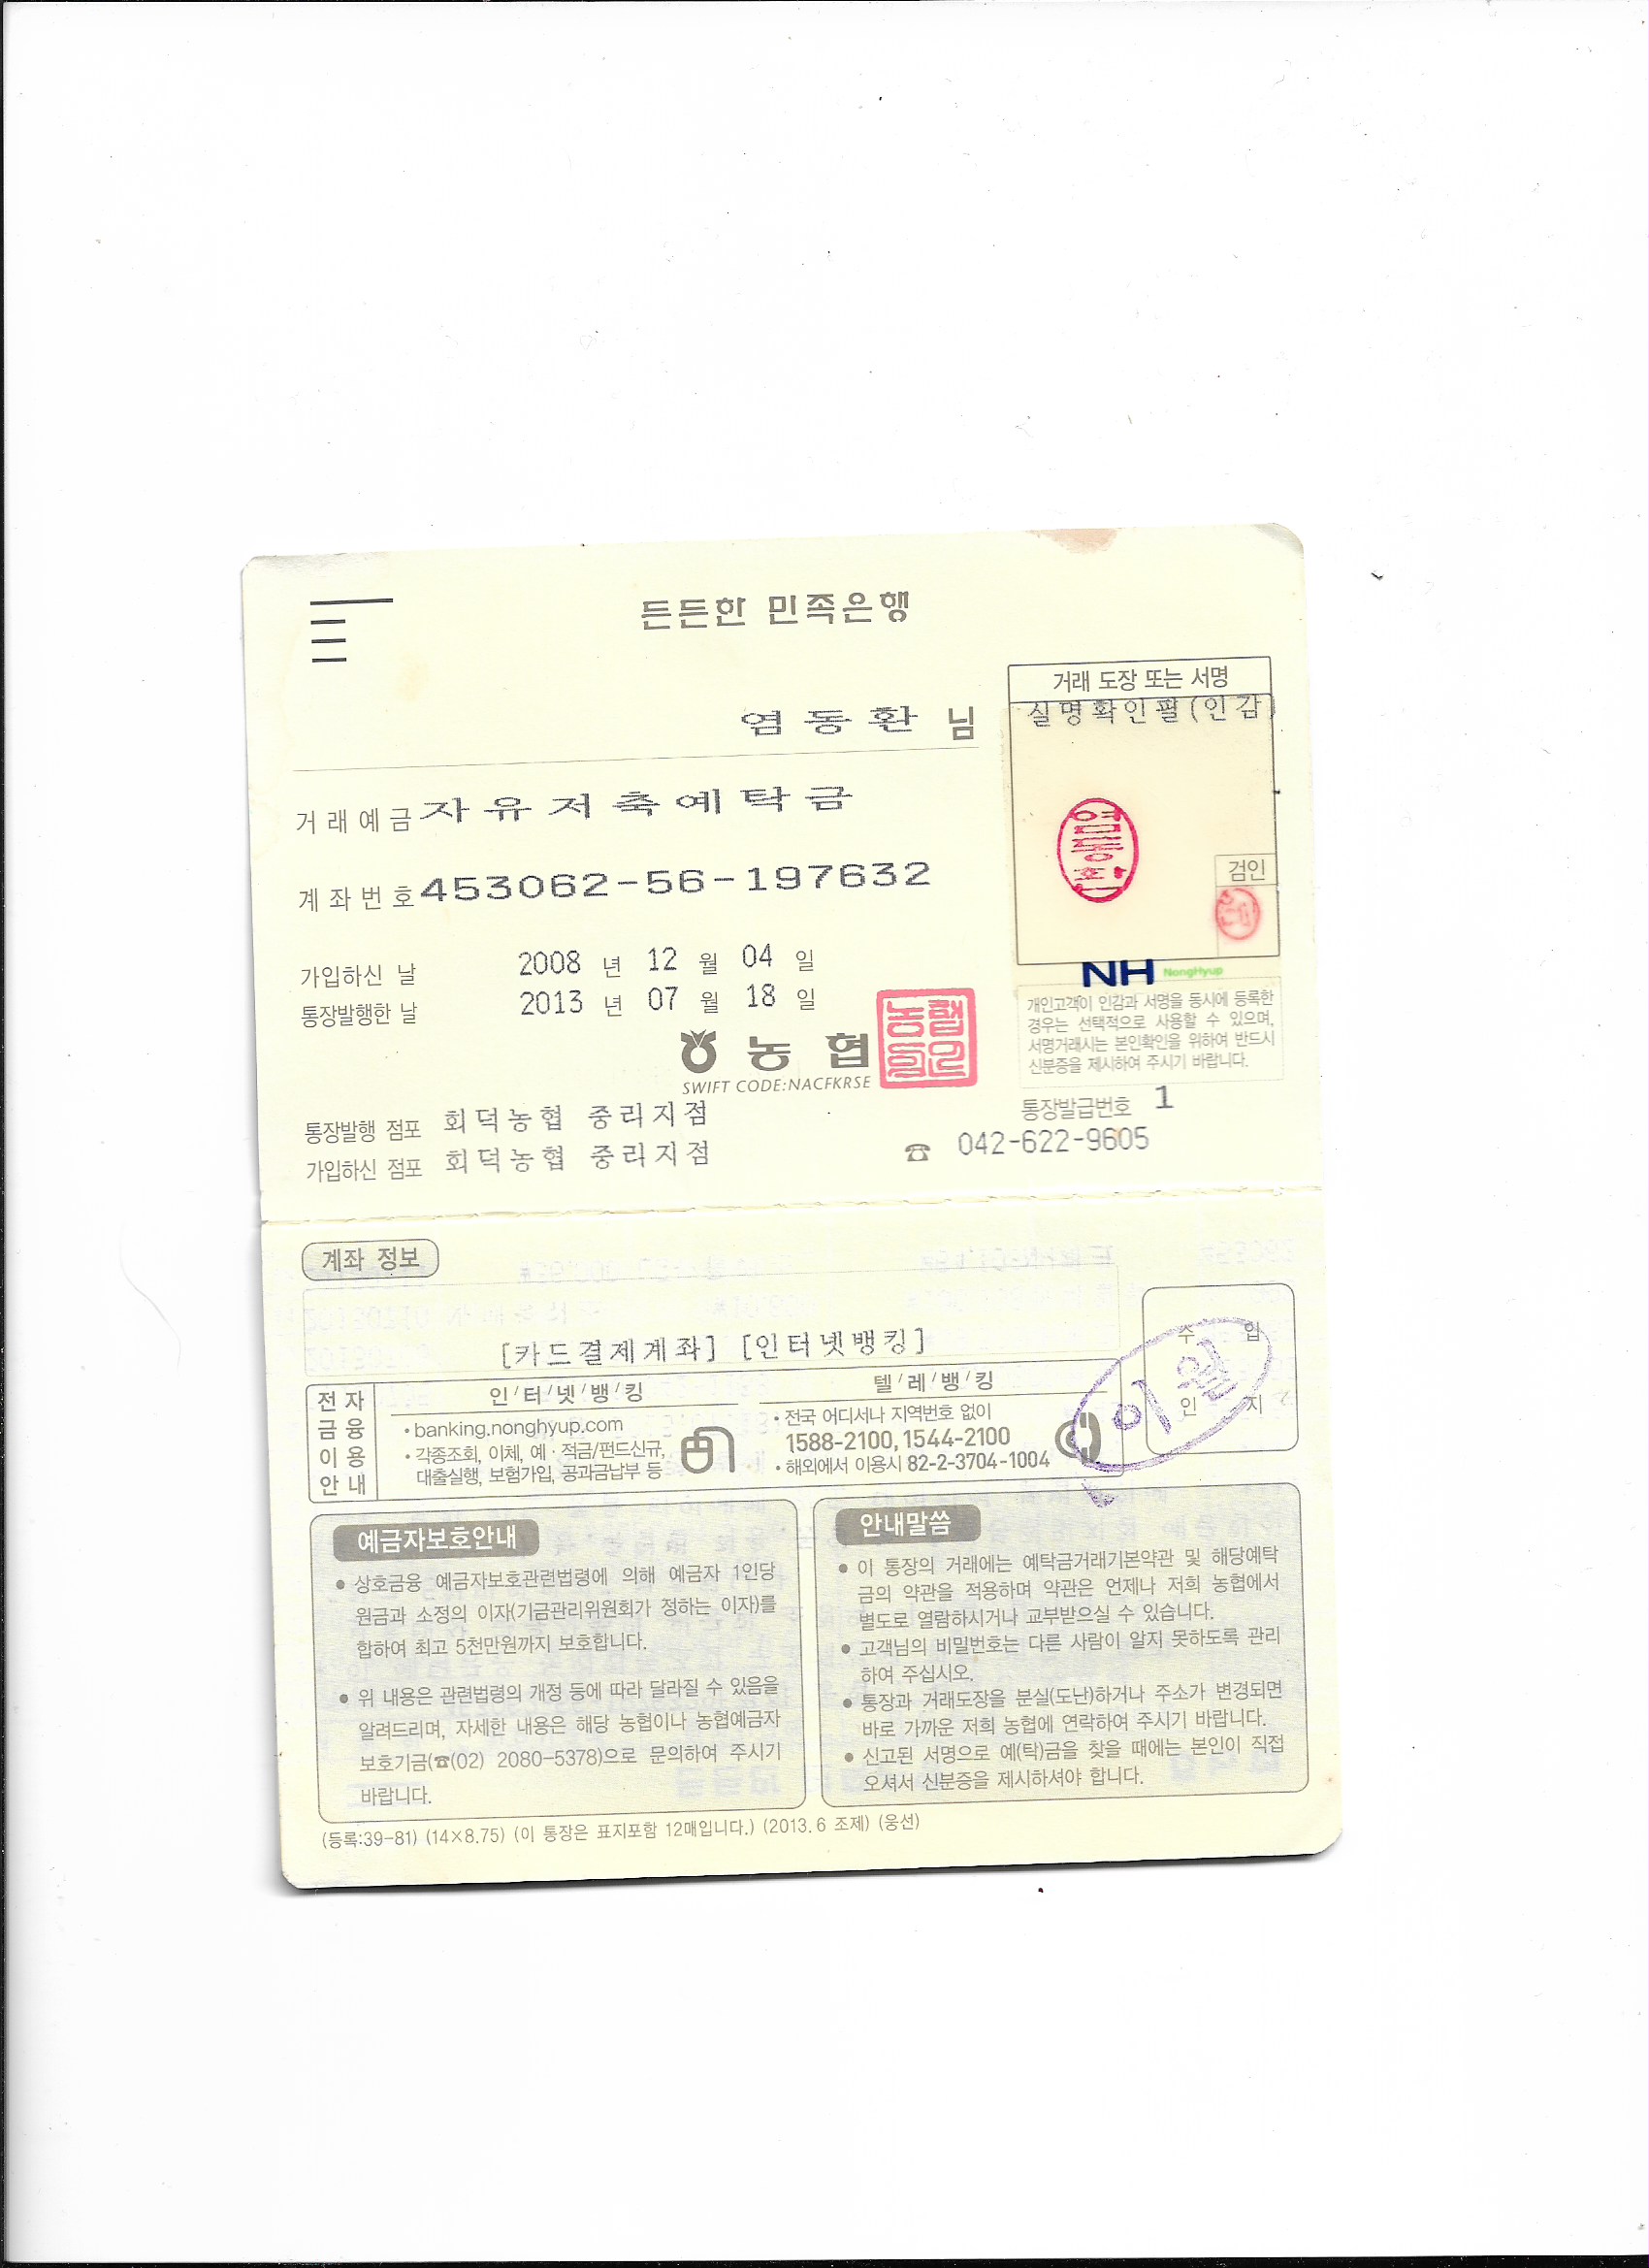 든든한 민족은행
염동환 님
거래 도장 또는 서명
실명확인필(인감)
거래예금 자유저축예탁금
염동환
검인
계좌번호 453062-56-197632
가입하신 날 2008 년 12 월 04 일
통장발행한 날 2013 년 07 월 18 일
NH NongHyup
개인고객이 인감과 서명을 동시에 등록한
경우는 선택적으로 사용할 수 있으며,
서명거래시는 본인확인을 위하여 반드시
신분증을 제시하여 주시기 바랍니다.
농협
SWIFT CODE:NACFKRSE
통장발급번호 1
통장발행 점포 회덕농협 중리지점
가입하신 점포 회덕농협 중리지점
☎ 042-622-9605
계좌 정보
[카드결제계좌] [인터넷뱅킹]
수 입
인 지
이월
전자
금융
이용
안내
인/터/넷/뱅/킹
• banking.nonghyup.com
• 각종조회, 이체, 예·적금/펀드신규,
대출실행, 보험가입, 공과금납부 등
텔/레/뱅/킹
• 전국 어디서나 지역번호 없이
1588-2100, 1544-2100
• 해외에서 이용시 82-2-3704-1004
예금자보호안내
● 상호금융 예금자보호관련법령에 의해 예금자 1인당
원금과 소정의 이자(기금관리위원회가 정하는 이자)를
합하여 최고 5천만원까지 보호합니다.
● 위 내용은 관련법령의 개정 등에 따라 달라질 수 있음을
알려드리며, 자세한 내용은 해당 농협이나 농협예금자
보호기금(☎(02) 2080-5378)으로 문의하여 주시기
바랍니다.
안내말씀
● 이 통장의 거래에는 예탁금거래기본약관 및 해당예탁
금의 약관을 적용하며 약관은 언제나 저희 농협에서
별도로 열람하시거나 교부받으실 수 있습니다.
● 고객님의 비밀번호는 다른 사람이 알지 못하도록 관리
하여 주십시오.
● 통장과 거래도장을 분실(도난)하거나 주소가 변경되면
바로 가까운 저희 농협에 연락하여 주시기 바랍니다.
● 신고된 서명으로 예(탁)금을 찾을 때에는 본인이 직접
오셔서 신분증을 제시하셔야 합니다.
(등록:39-81) (14×8.75) (이 통장은 표지포함 12매입니다.) (2013. 6 조제) (웅선)